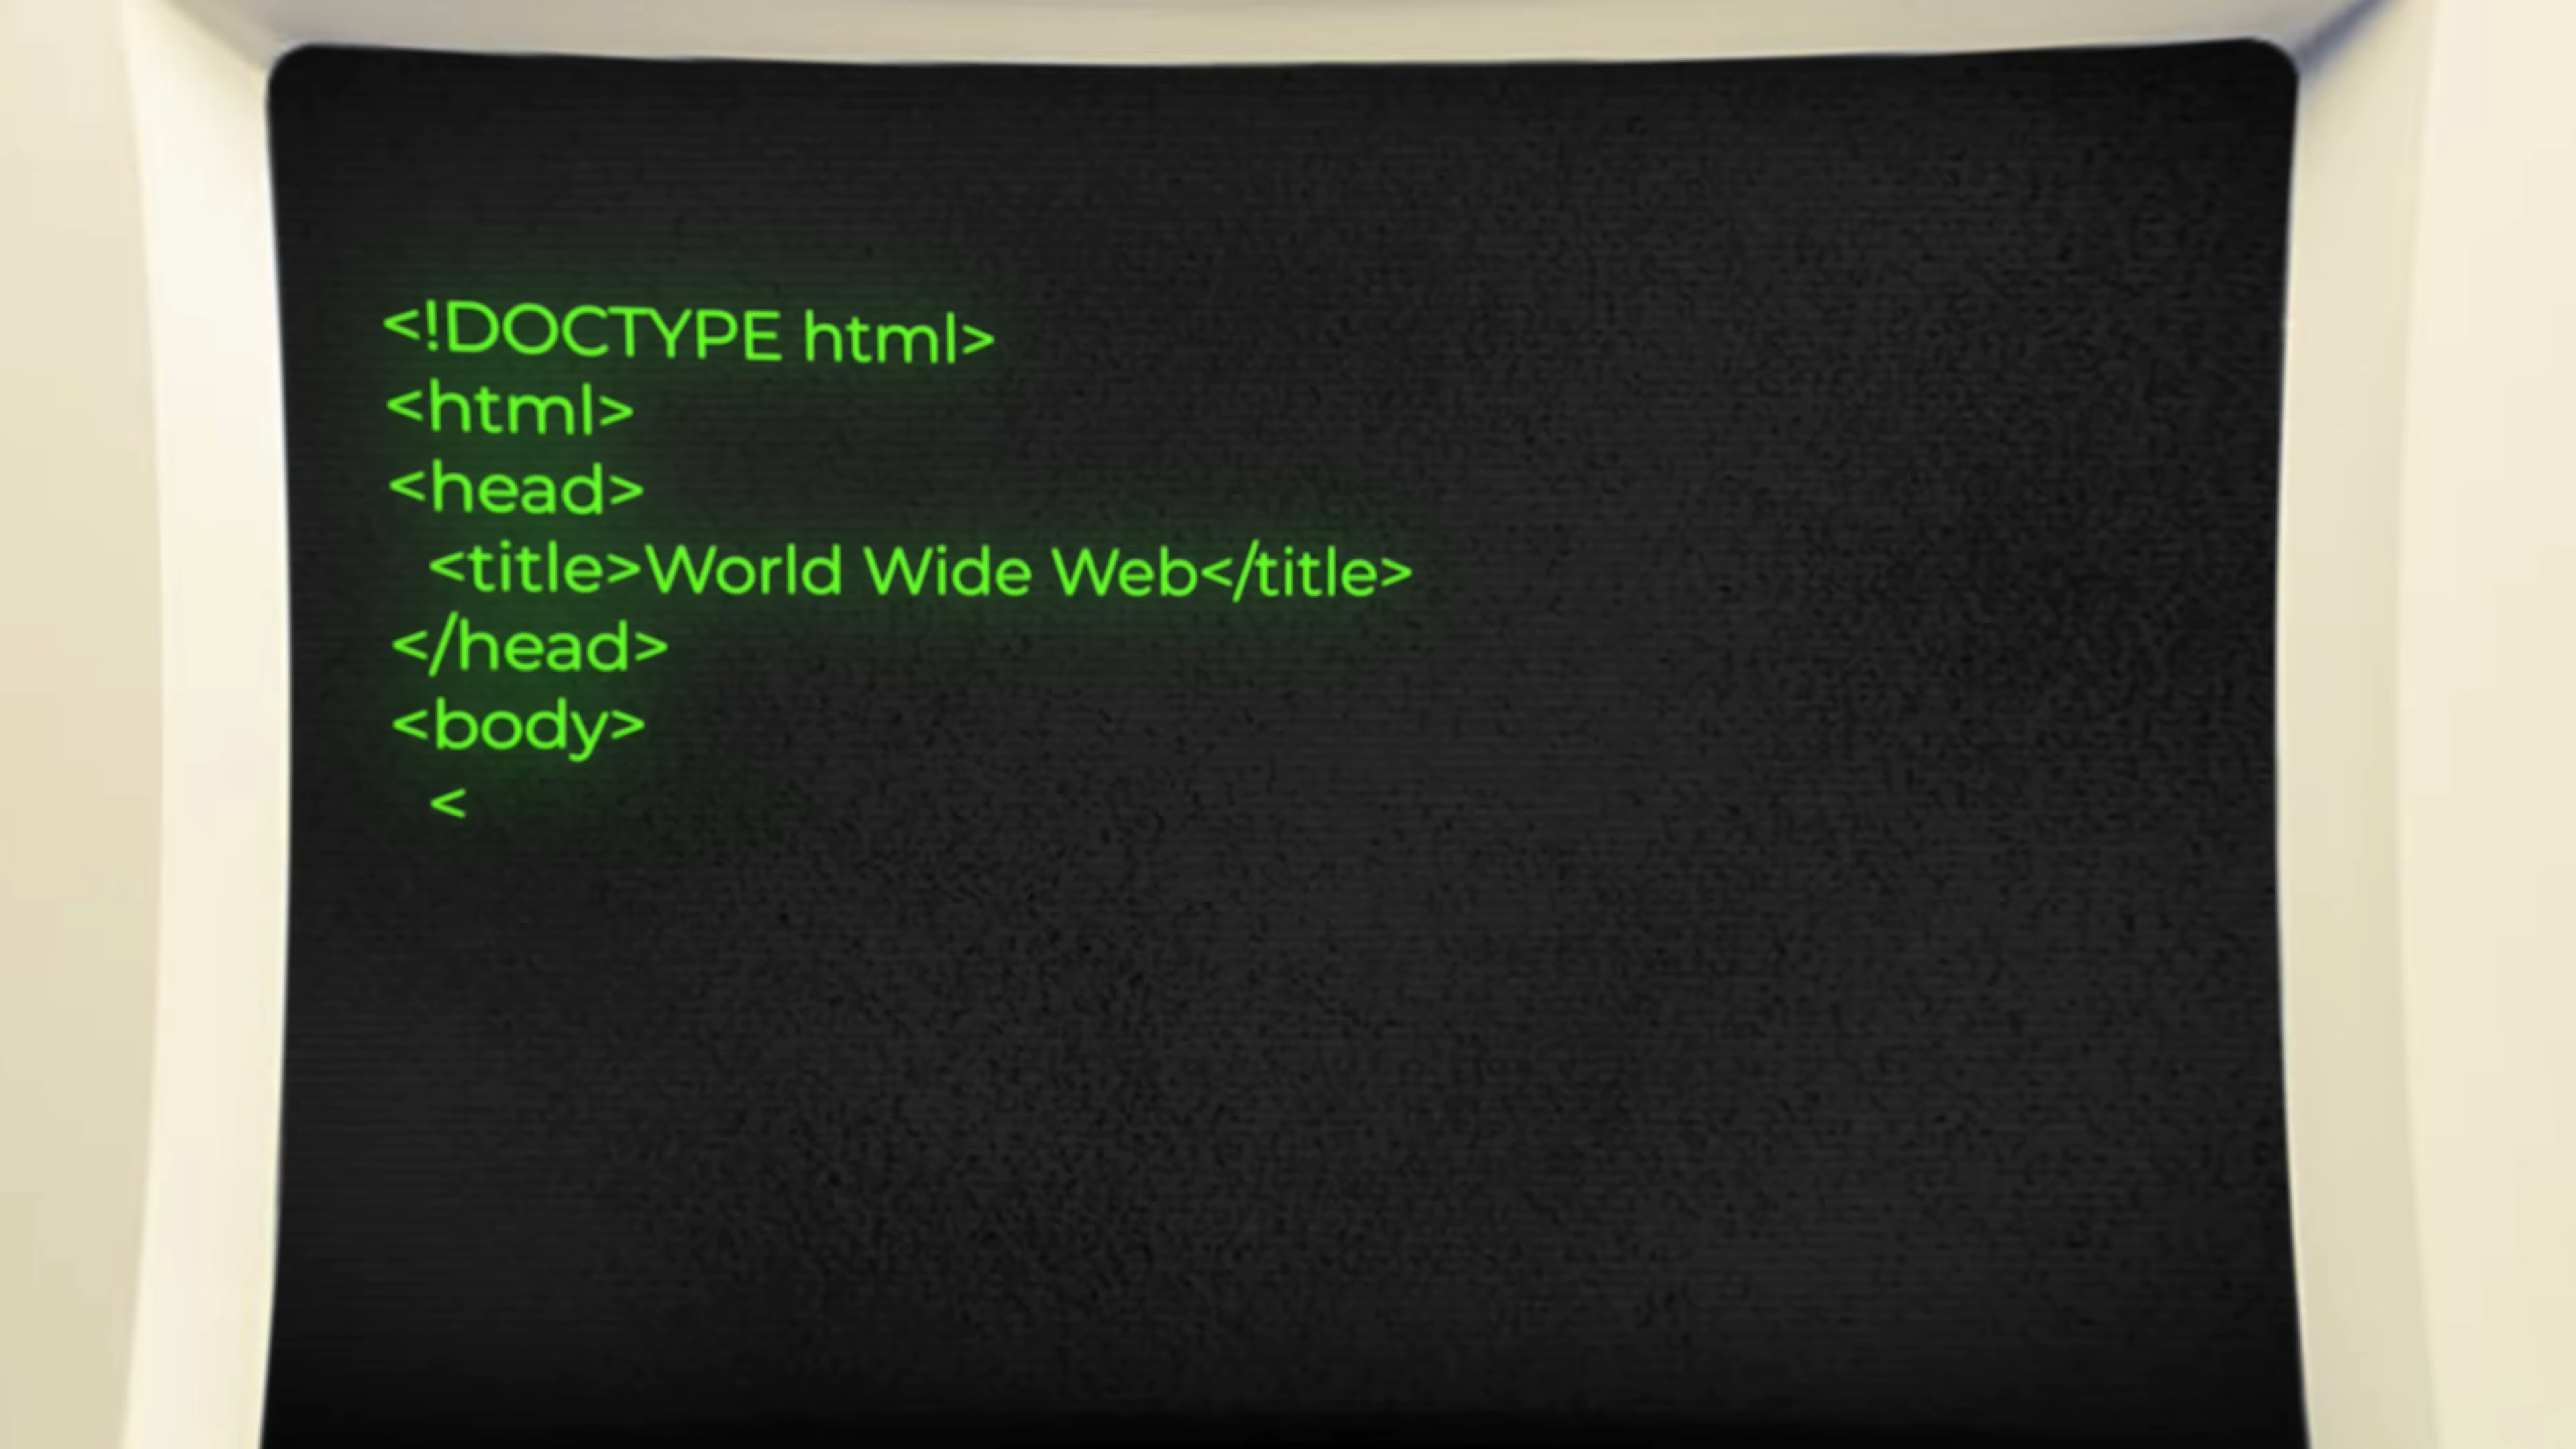 <!DOCTYPE html>
<html>
<head>
<title>World Wide Web</title>
</head>
<body>
<